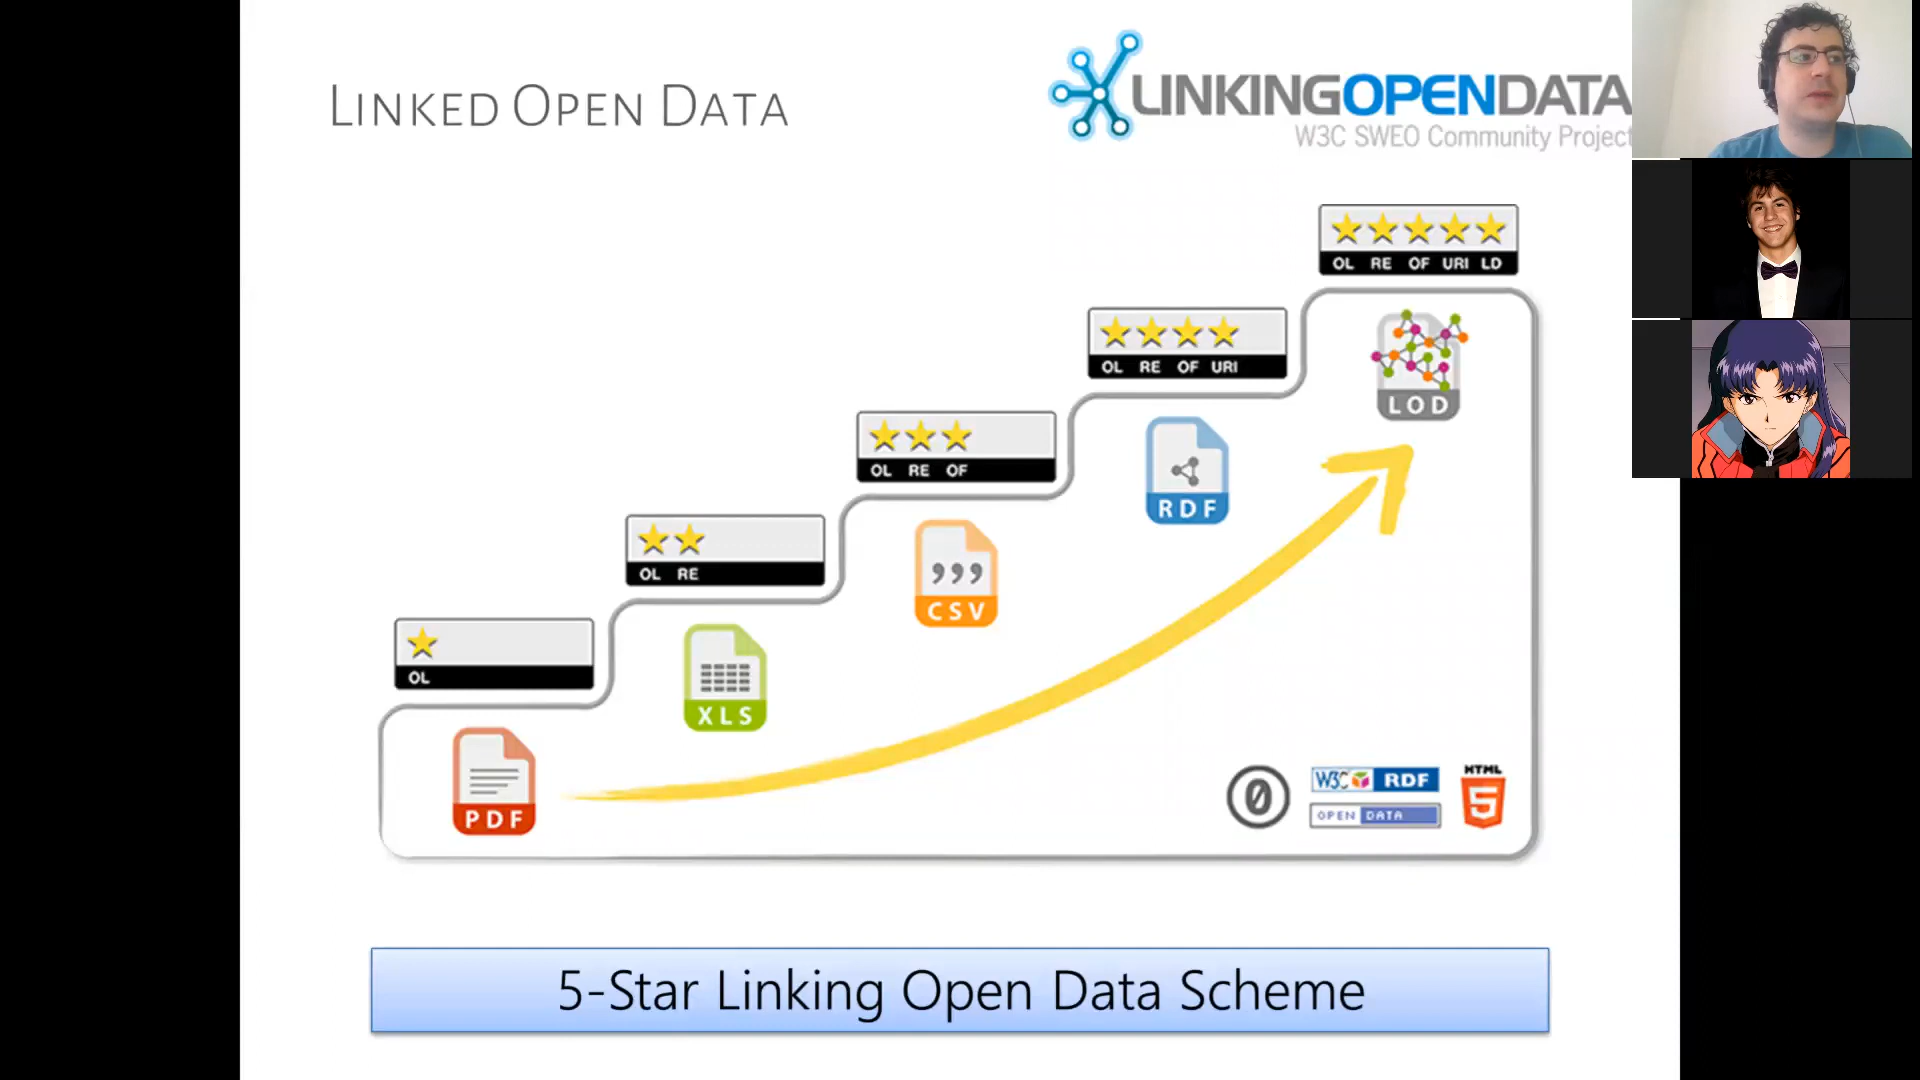 LINKED OPEN DATA
LINKINGOPENDATA
W3C SWEO Community Project
OL RE OF URI LD
LOD
OL RE OF URI
RDF
OL RE OF
CSV
OL RE
XLS
OL
PDF
0
W3C RDF
OPEN DATA
HTML
5
5-Star Linking Open Data Scheme